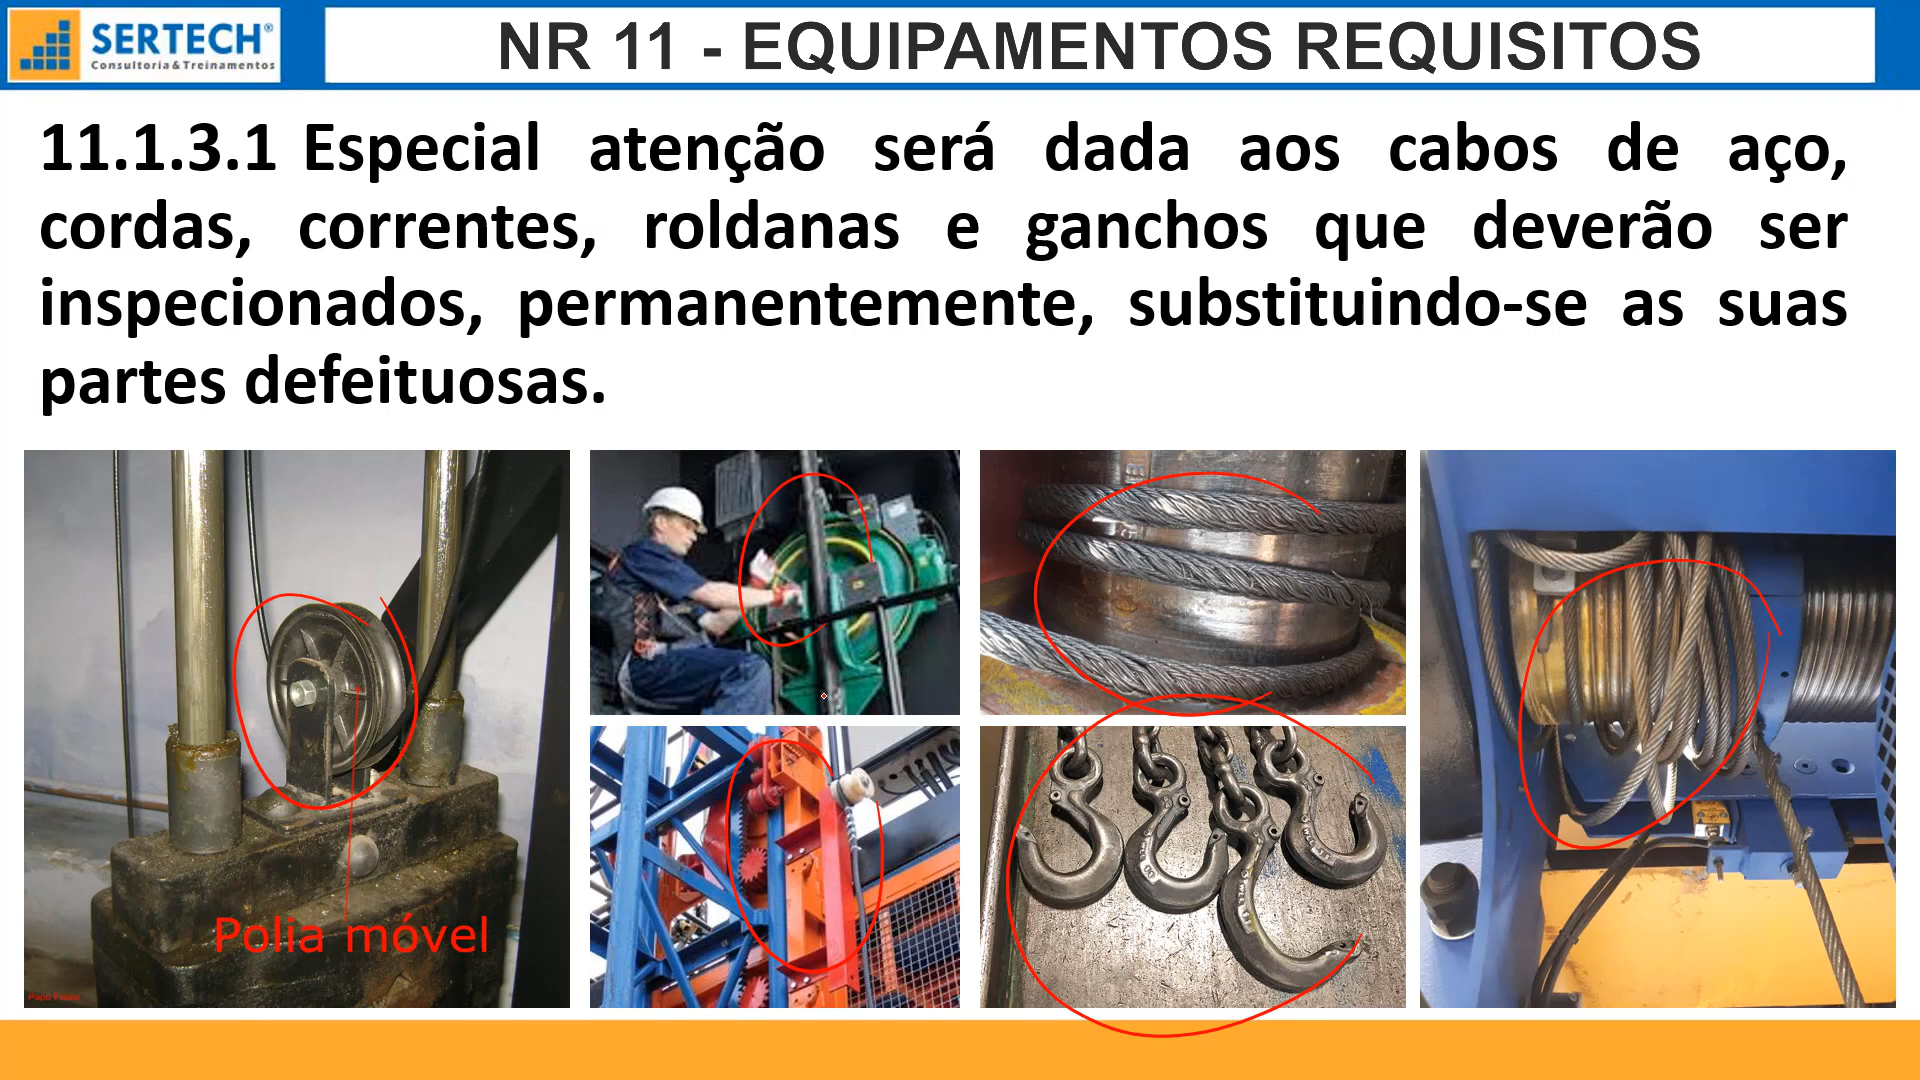 SERTECH®
Consultoria & Treinamentos
NR 11 - EQUIPAMENTOS REQUISITOS
11.1.3.1 Especial atenção será dada aos cabos de aço,
cordas, correntes, roldanas e ganchos que deverão ser
inspecionados, permanentemente, substituindo-se as suas
partes defeituosas.
Polia móvel